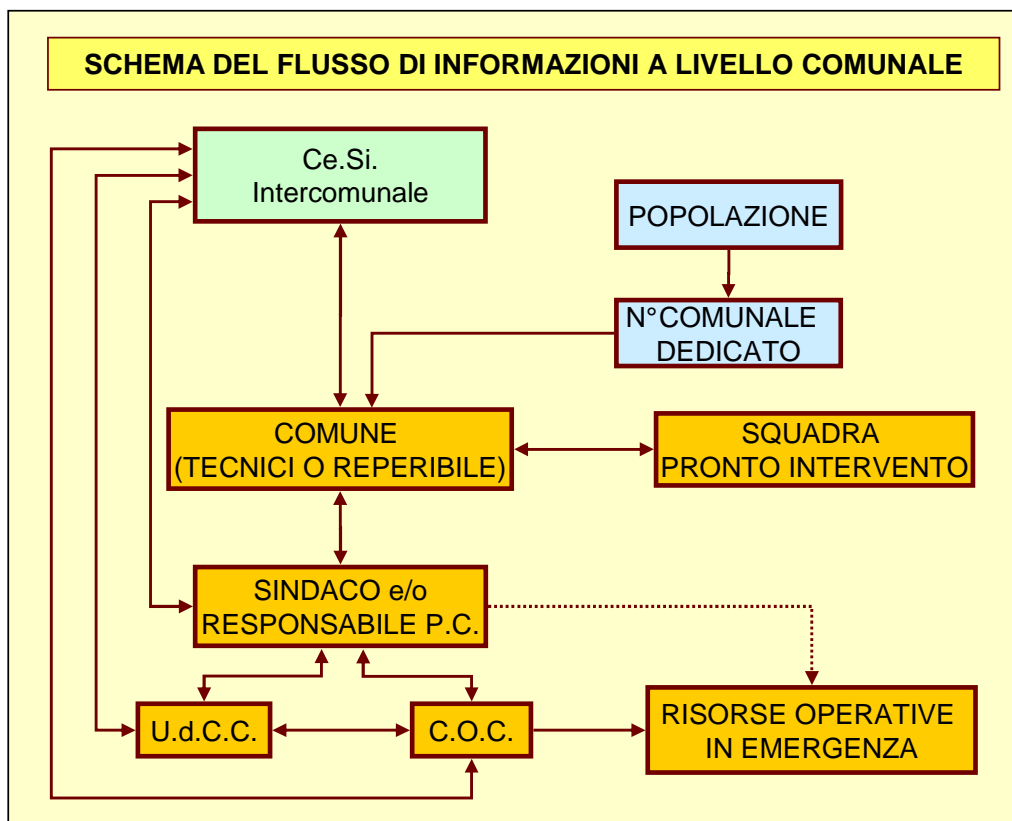 SCHEMA DEL FLUSSO DI INFORMAZIONI A LIVELLO COMUNALE
Ce.Si.
Intercomunale
POPOLAZIONE
N°COMUNALE
DEDICATO
COMUNE
(TECNICI O REPERIBILE)
SQUADRA
PRONTO INTERVENTO
SINDACO e/o
RESPONSABILE P.C.
U.d.C.C.
C.O.C.
RISORSE OPERATIVE
IN EMERGENZA